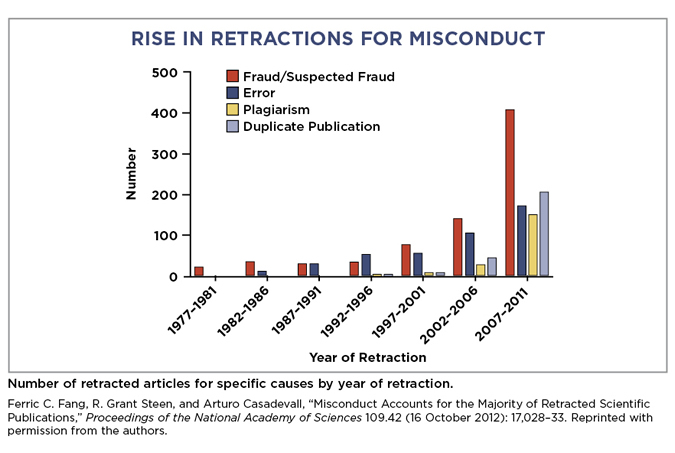 RISE IN RETRACTIONS FOR MISCONDUCT
500
400
300
200
100
0
Number
Fraud/Suspected Fraud
Error
Plagiarism
Duplicate Publication
1977–1981
1982–1986
1987–1991
1992–1996
1997–2001
2002–2006
2007–2011
Year of Retraction
Number of retracted articles for specific causes by year of retraction.
Ferric C. Fang, R. Grant Steen, and Arturo Casadevall, “Misconduct Accounts for the Majority of Retracted Scientific
Publications,” Proceedings of the National Academy of Sciences 109.42 (16 October 2012): 17,028–33. Reprinted with
permission from the authors.